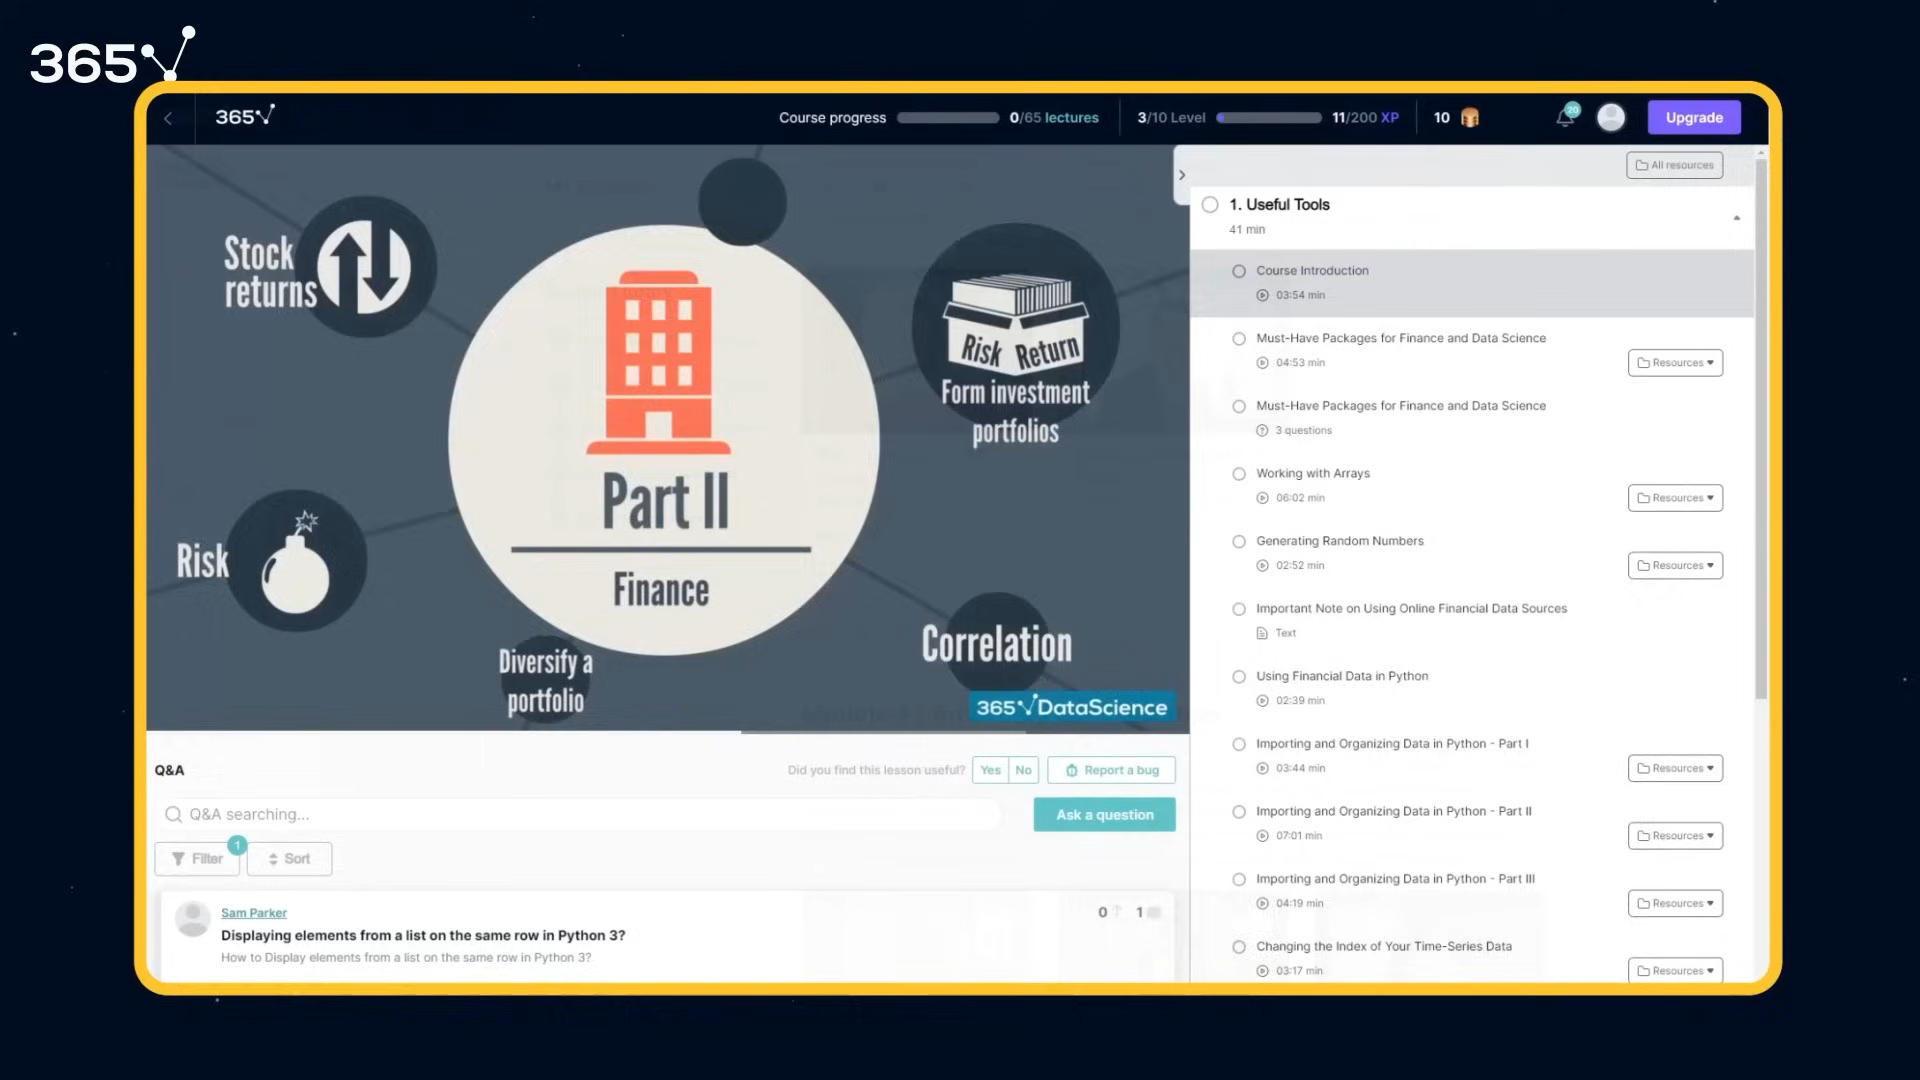 365
365
Course progress
0/65 lectures
3/10 Level
11/200 XP
10
20
Upgrade
Stock
returns
Risk Return
Form investment
portfolios
Part II
Finance
Risk
Diversify a
portfolio
Correlation
365 DataScience
All resources
1. Useful Tools
41 min
Course Introduction
03:54 min
Must-Have Packages for Finance and Data Science
04:53 min
Resources
Must-Have Packages for Finance and Data Science
3 questions
Working with Arrays
06:02 min
Resources
Generating Random Numbers
02:52 min
Resources
Important Note on Using Online Financial Data Sources
Text
Using Financial Data in Python
02:39 min
Importing and Organizing Data in Python - Part I
03:44 min
Resources
Importing and Organizing Data in Python - Part II
07:01 min
Resources
Importing and Organizing Data in Python - Part III
04:19 min
Resources
Changing the Index of Your Time-Series Data
03:17 min
Resources
Q&A
Did you find this lesson useful?
Yes
No
Report a bug
Q&A searching...
Ask a question
Filter
1
Sort
Sam Parker
0
1
Displaying elements from a list on the same row in Python 3?
How to Display elements from a list on the same row in Python 3?